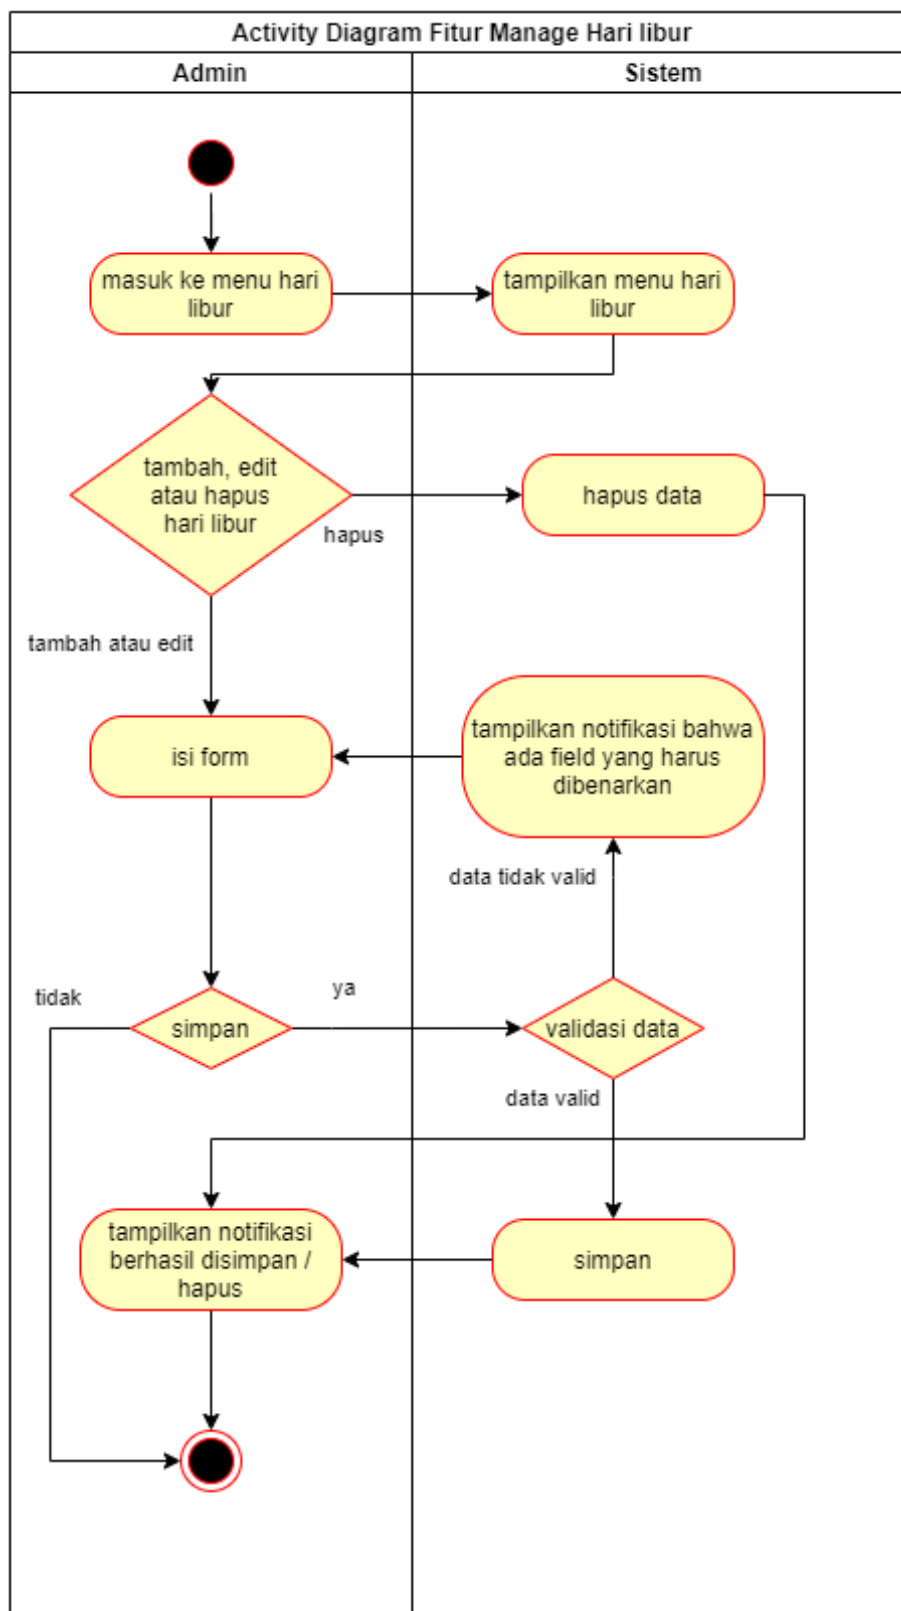 Activity Diagram Fitur Manage Hari libur
Admin
Sistem
masuk ke menu hari
libur
tampilkan menu hari
libur
tambah, edit
atau hapus
hari libur
hapus
hapus data
tambah atau edit
isi form
tampilkan notifikasi bahwa
ada field yang harus
dibenarkan
data tidak valid
tidak
simpan
ya
validasi data
data valid
tampilkan notifikasi
berhasil disimpan /
hapus
simpan